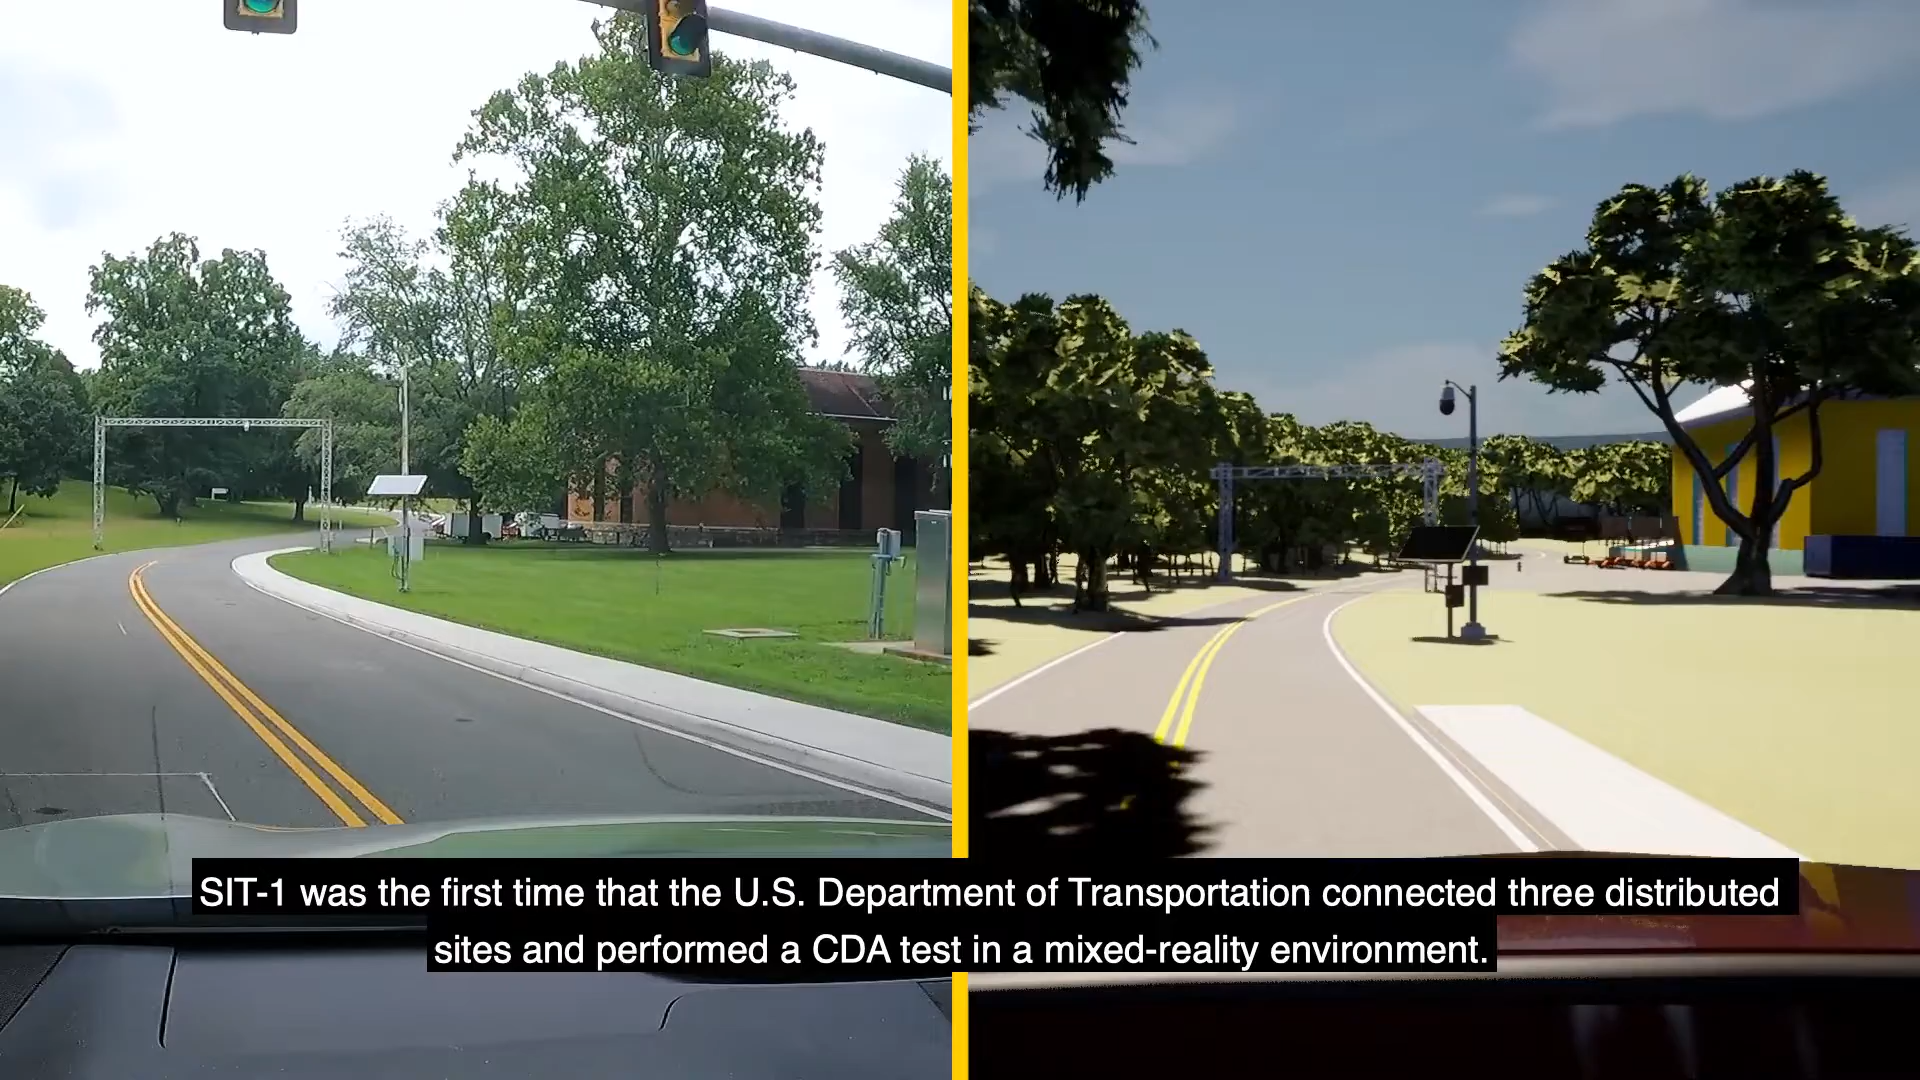 SIT-1 was the first time that the U.S. Department of Transportation connected three distributed
sites and performed a CDA test in a mixed-reality environment.